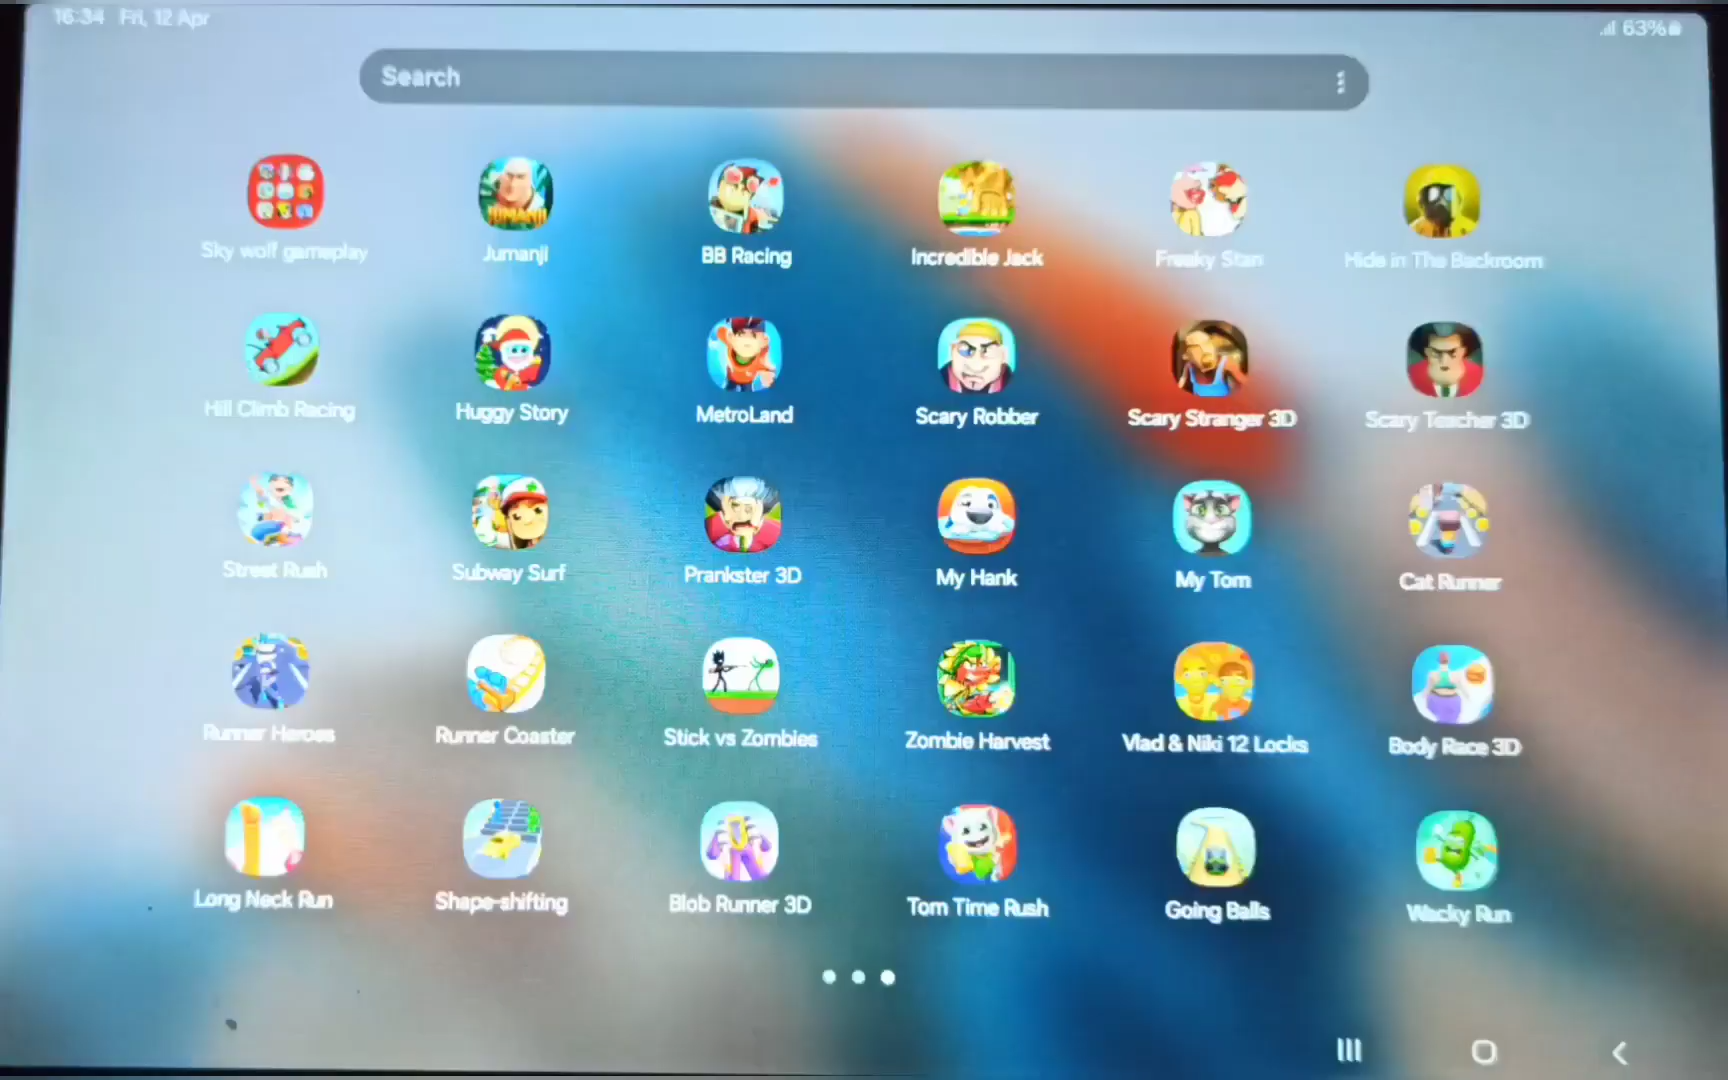 16:34 Fri, 12 Apr
63%
Search
Sky wolf gameplay
Jumanji
BB Racing
Incredible Jack
Freaky Stan
Hide in The Backroom
Hill Climb Racing
Huggy Story
MetroLand
Scary Robber
Scary Stranger 3D
Scary Teacher 3D
Street Rush
Subway Surf
Prankster 3D
My Hank
My Tom
Cat Runner
Runner Heroes
Runner Coaster
Stick vs Zombies
Zombie Harvest
Vlad & Niki 12 Locks
Body Race 3D
Long Neck Run
Shape-shifting
Blob Runner 3D
Tom Time Rush
Going Balls
Wacky Run